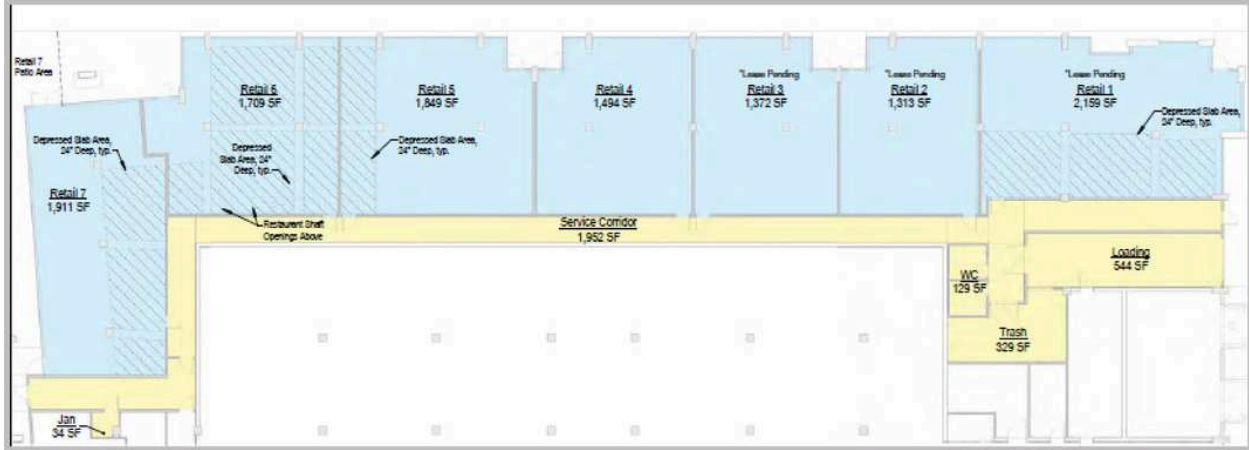 Retail 7
Patio Area
Retail 6
1,709 SF
Retail 5
1,849 SF
Retail 4
1,494 SF
*Lease Pending
Retail 3
1,372 SF
*Lease Pending
Retail 2
1,313 SF
*Lease Pending
Retail 1
2,159 SF
Depressed Slab Area,
24" Deep, typ.
Depressed Slab Area,
24" Deep, typ.
Depressed
Slab Area, 24"
Deep, typ.
Depressed Slab Area,
24" Deep, typ.
Retail 7
1,911 SF
Restaurant Shaft
Openings Above
Service Corridor
1,952 SF
Loading
544 SF
WC
129 SF
Trash
329 SF
Jan
34 SF